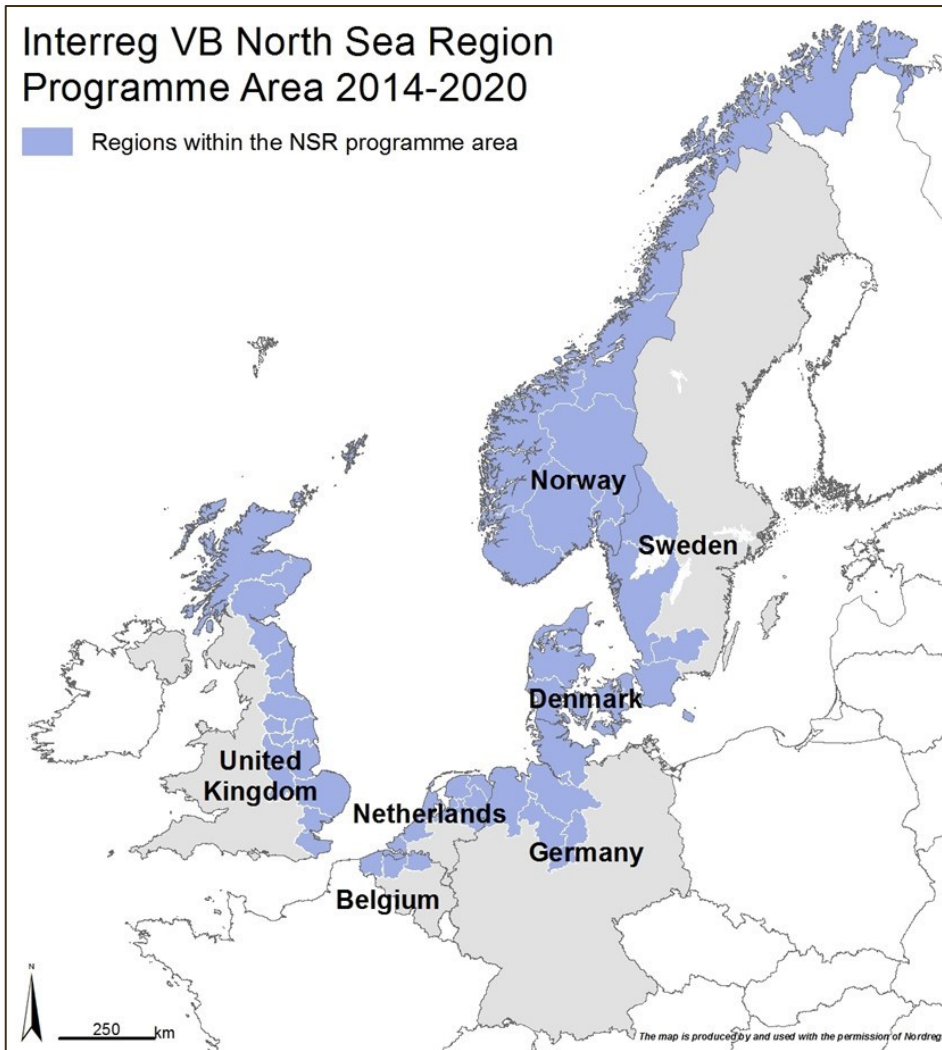 Interreg VB North Sea Region
Programme Area 2014-2020
Regions within the NSR programme area
Norway
Sweden
Denmark
United
Kingdom
Netherlands
Germany
Belgium
N
250 km
The map is produced by and used with the permission of Nordreg